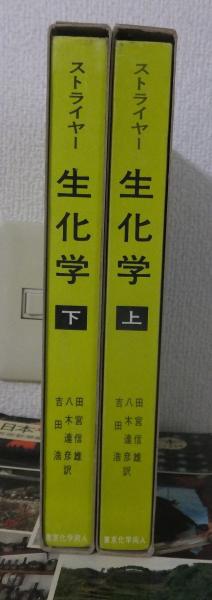 ストライヤー
生化学
上
田宮信雄
八木達彦
吉田浩
訳
東京化学同人
ストライヤー
生化学
下
田宮信雄
八木達彦
吉田浩
訳
東京化学同人
日本